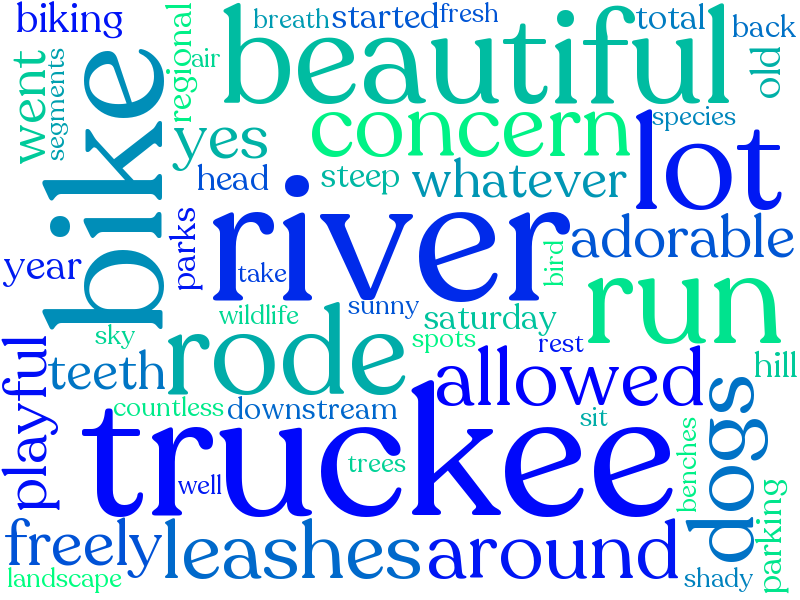 biking
regional
breath
started
fresh
total
back
went
segments
air
beautiful
old
bike
yes
concern
species
lot
head
steep
whatever
parks
river
adorable
year
take
bird
run
wildlife
sunny
saturday
sky
rode
spots
rest
hill
playful
teeth
allowed
countless
downstream
sit
dogs
truckee
trees
well
benches
parking
freely
leashes
around
landscape
shady